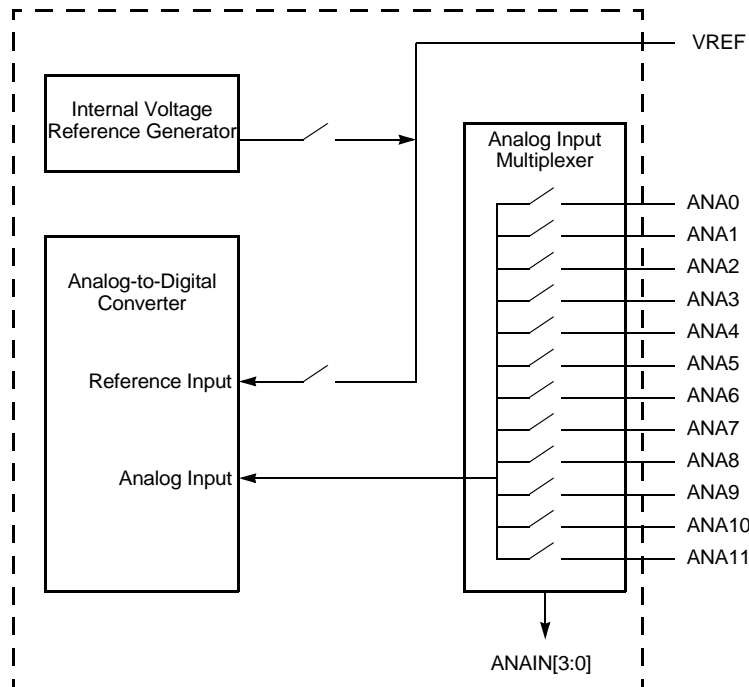 VREF
Internal Voltage
Reference Generator
Analog Input
Multiplexer
ANA0
ANA1
ANA2
ANA3
ANA4
ANA5
ANA6
ANA7
ANA8
ANA9
ANA10
ANA11
Analog-to-Digital
Converter
Reference Input
Analog Input
ANAIN[3:0]